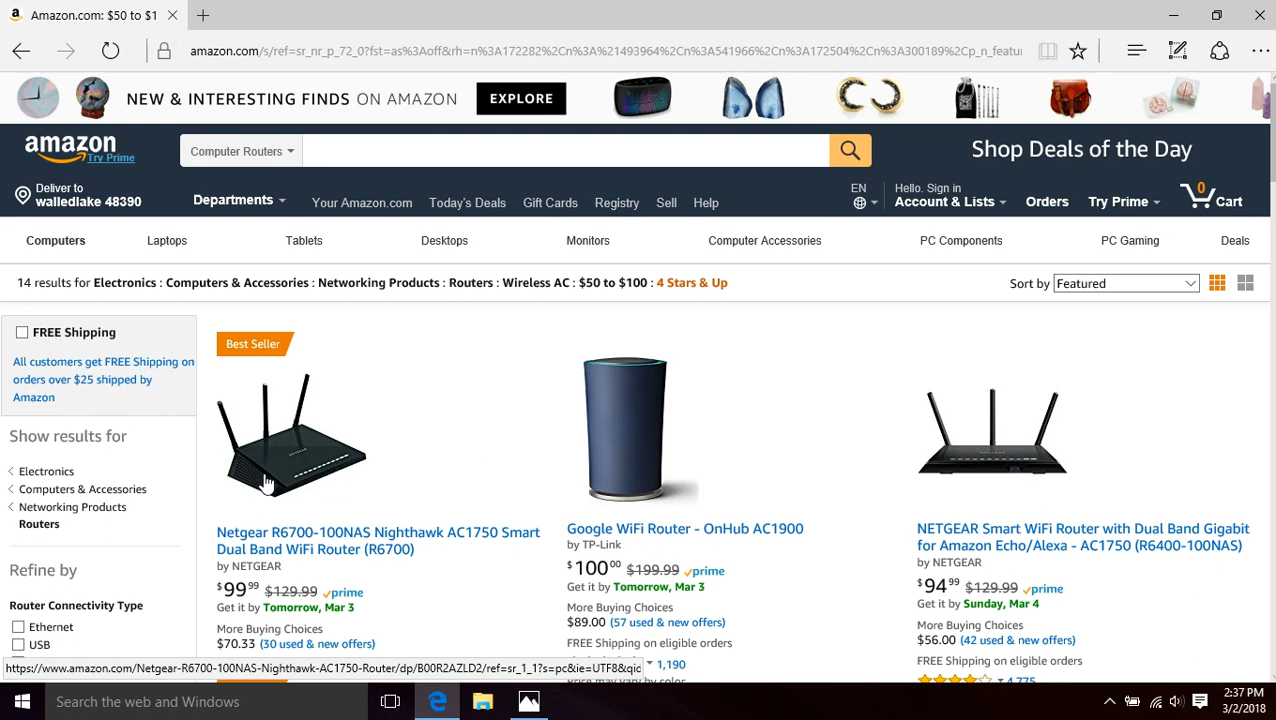 Amazon.com: $50 to $1
amazon.com/s/ref=sr_nr_p_72_0?fst=as%3Aoff&rh=n%3A172282%2Cn%3A%21493964%2Cn%3A541966%2Cn%3A172504%2Cn%3A300189%2Cp_n_featur
NEW & INTERESTING FINDS ON AMAZON EXPLORE
amazon
Try Prime
Computer Routers
Shop Deals of the Day
Deliver to
walledlake 48390
Departments Your Amazon.com Today's Deals Gift Cards Registry Sell Help
EN
Hello. Sign in
Account & Lists
Orders
Try Prime
0
Cart
Computers Laptops Tablets Desktops Monitors Computer Accessories PC Components PC Gaming Deals
14 results for Electronics : Computers & Accessories : Networking Products : Routers : Wireless AC : $50 to $100 : 4 Stars & Up
Sort by Featured
FREE Shipping
All customers get FREE Shipping on
orders over $25 shipped by
Amazon
Show results for
Electronics
Computers & Accessories
Networking Products
Routers
Refine by
Router Connectivity Type
Ethernet
USB
Best Seller
Netgear R6700-100NAS Nighthawk AC1750 Smart
Dual Band WiFi Router (R6700)
by NETGEAR
$99 99 $129.99 prime
Get it by Tomorrow, Mar 3
More Buying Choices
$70.33 (30 used & new offers)
Google WiFi Router - OnHub AC1900
by TP-Link
$100 00 $199.99 prime
Get it by Tomorrow, Mar 3
More Buying Choices
$89.00 (57 used & new offers)
FREE Shipping on eligible orders
1,190
Price may vary by color
NETGEAR Smart WiFi Router with Dual Band Gigabit
for Amazon Echo/Alexa - AC1750 (R6400-100NAS)
by NETGEAR
$94 99 $129.99 prime
Get it by Sunday, Mar 4
More Buying Choices
$56.00 (42 used & new offers)
FREE Shipping on eligible orders
4,775
https://www.amazon.com/Netgear-R6700-100NAS-Nighthawk-AC1750-Router/dp/B00R2AZLD2/ref=sr_1_1?s=pc&ie=UTF8&qid
Search the web and Windows
2:37 PM
3/2/2018